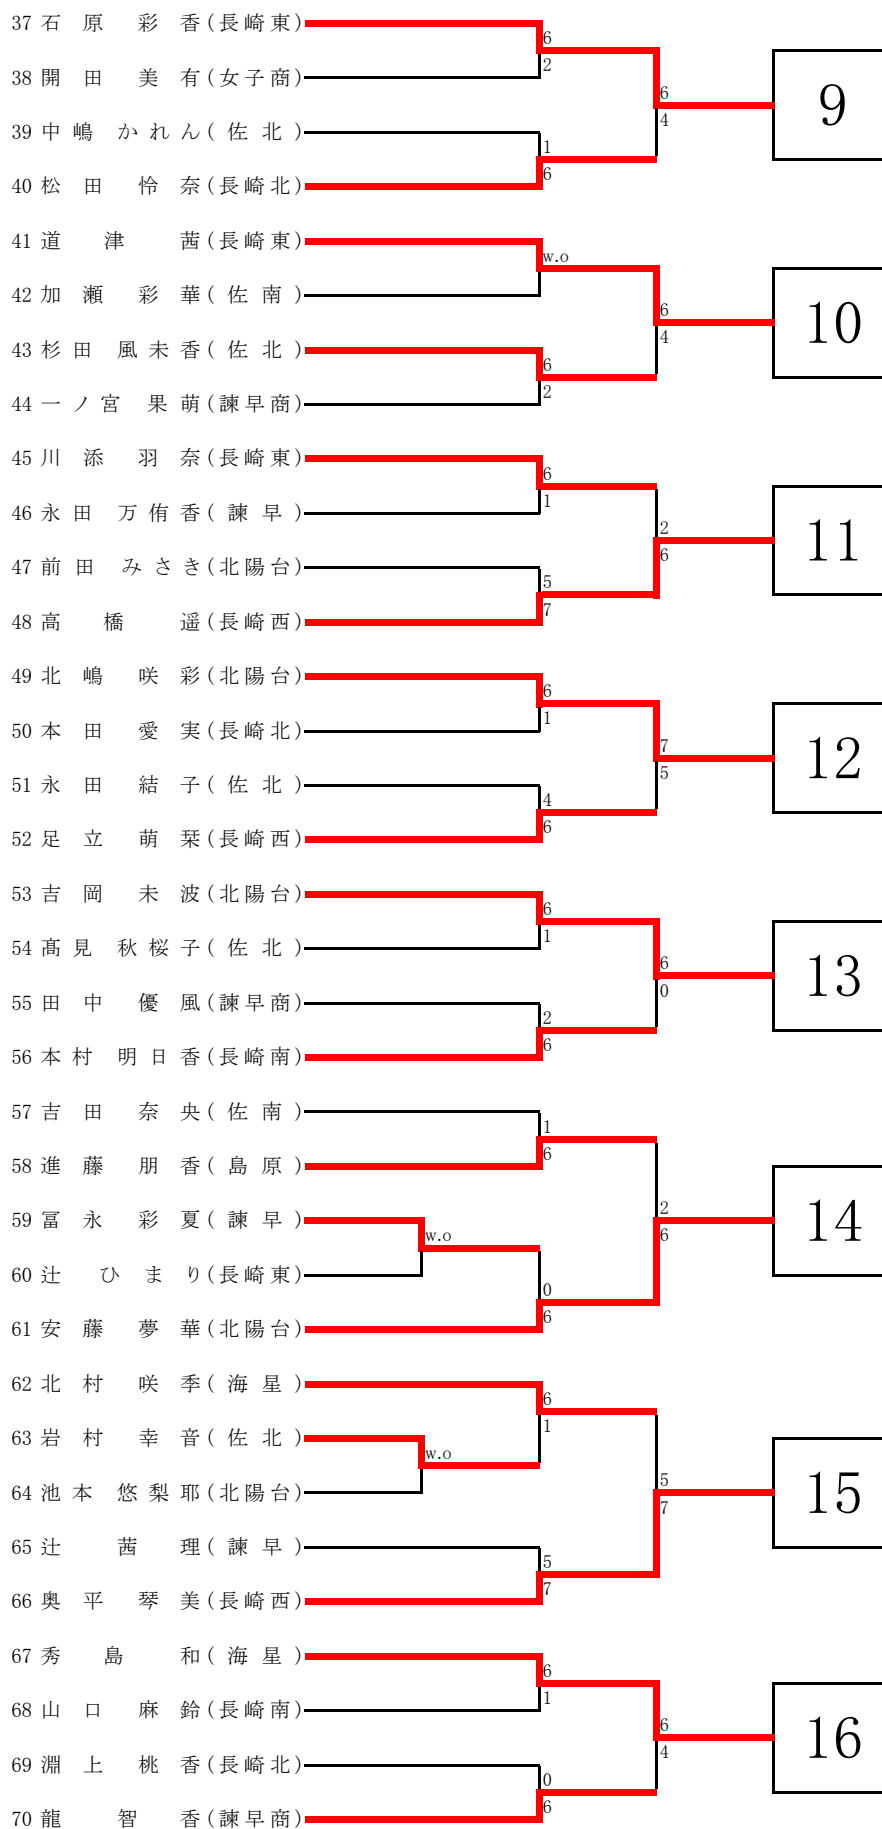 37 石原 彩香(長崎東)
6
2
38 開田 美有(女子商)
6
4
9
39 中嶋 かれん(佐北)
1
6
40 松田 怜奈(長崎北)
41 道津 茜(長崎東)
w.o
42 加瀬 彩華(佐南)
6
4
10
43 杉田 風未香(佐北)
6
2
44 一ノ宮 果萌(諫早商)
45 川添 羽奈(長崎東)
6
1
46 永田 万侑香(諫早)
2
6
11
47 前田 みさき(北陽台)
5
7
48 高橋 遥(長崎西)
49 北嶋 咲彩(北陽台)
6
1
50 本田 愛実(長崎北)
7
5
12
51 永田 結子(佐北)
4
6
52 足立 萌栞(長崎西)
53 吉岡 未波(北陽台)
6
1
54 髙見 秋桜子(佐北)
6
0
13
55 田中 優風(諫早商)
2
6
56 本村 明日香(長崎南)
57 吉田 奈央(佐南)
1
6
58 進藤 朋香(島原)
2
6
14
59 冨永 彩夏(諫早)
w.o
60 辻 ひまり(長崎東)
0
6
61 安藤 夢華(北陽台)
62 北村 咲季(海星)
6
1
63 岩村 幸音(佐北)
w.o
64 池本 悠梨耶(北陽台)
5
7
15
65 辻 茜理(諫早)
5
7
66 奥平 琴美(長崎西)
67 秀島 和(海星)
6
1
68 山口 麻鈴(長崎南)
6
4
16
69 淵上 桃香(長崎北)
0
6
70 龍 智香(諫早商)